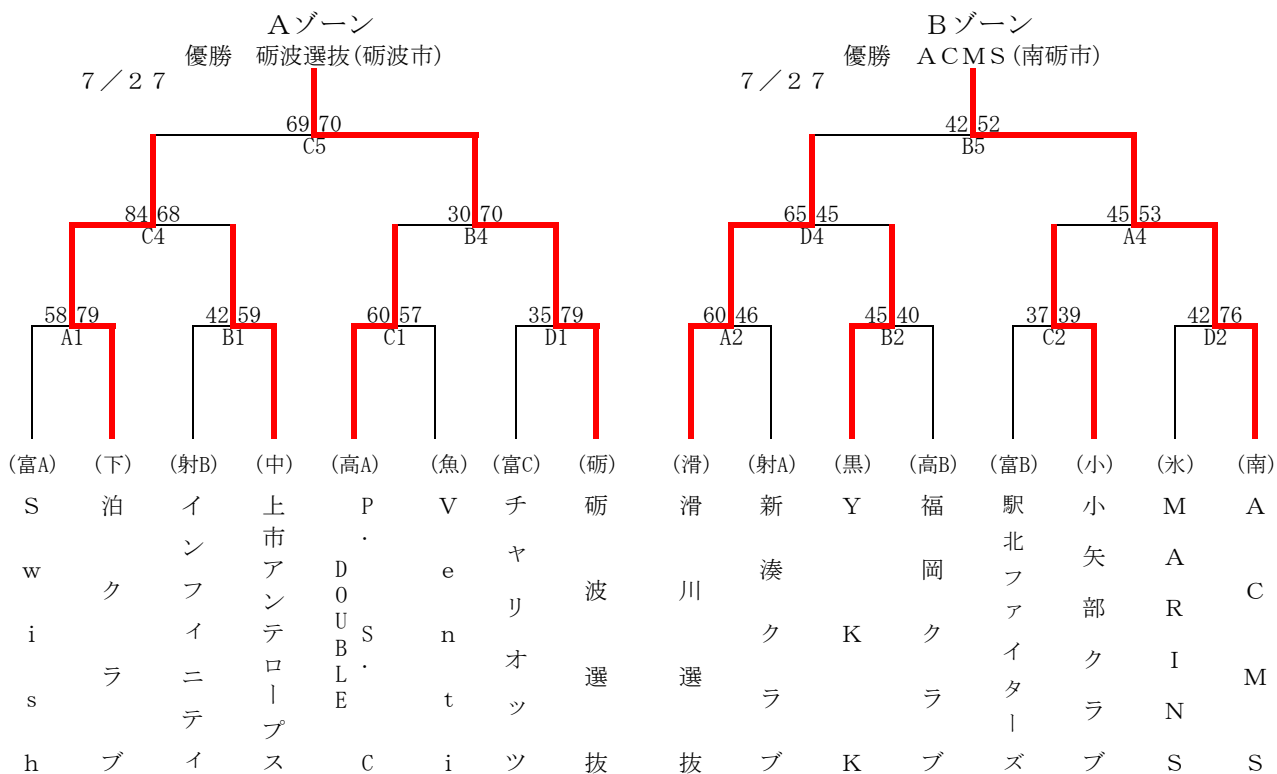 Aゾーン
Bゾーン
優勝　砺波選抜(砺波市)
優勝　ACMS(南砺市)
7／27
7／27
69 70
C5
42 52
B5
84 68
C4
30 70
B4
65 45
D4
45 53
A4
58 79
A1
42 59
B1
60 57
C1
35 79
D1
60 46
A2
45 40
B2
37 39
C2
42 76
D2
(富A)
(下)
(射B)
(中)
(高A)
(魚)
(富C)
(砺)
(滑)
(射A)
(黒)
(高B)
(富B)
(小)
(氷)
(南)
Swish
泊クラブ
インフィニティ
上市アンテロープス
P.S.C
DOUBLE
Venti
チャリオッツ
砺波選抜
滑川選抜
新湊クラブ
YKK
福岡クラブ
駅北ファイターズ
小矢部クラブ
MARINS
ACMS